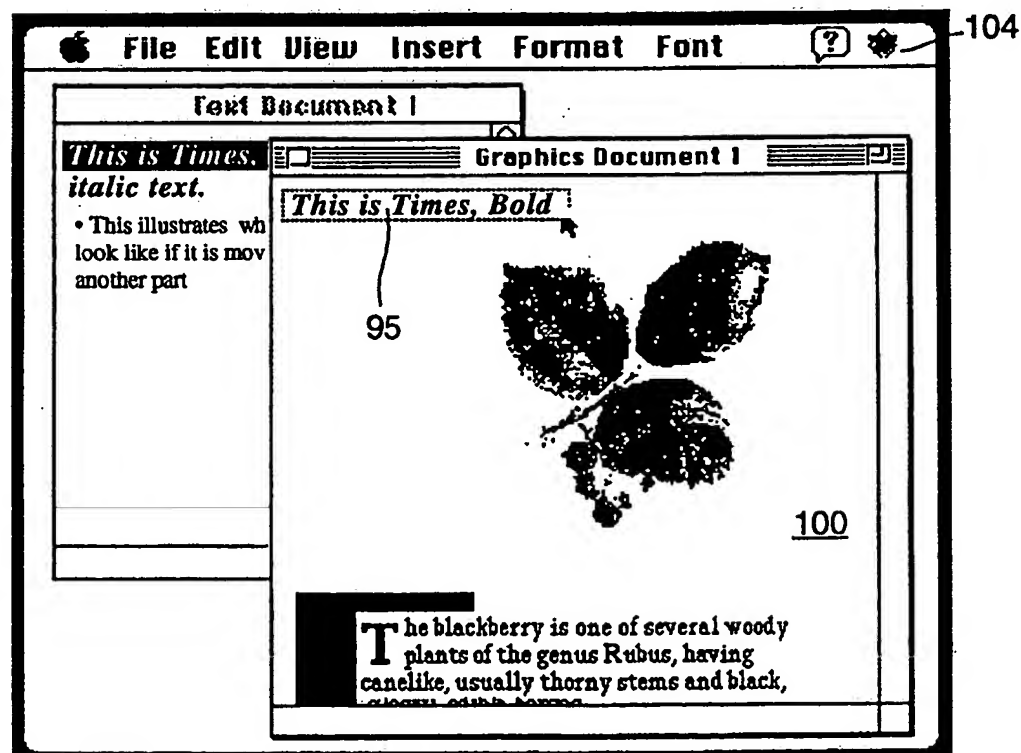 File Edit View Insert Format Font ?
104
Text Document 1
This is Times,
italic text.
• This illustrates wh
look like if it is mov
another part
Graphics Document 1
This is Times, Bold
95
100
The blackberry is one of several woody
plants of the genus Rubus, having
canelike, usually thorny stems and black,